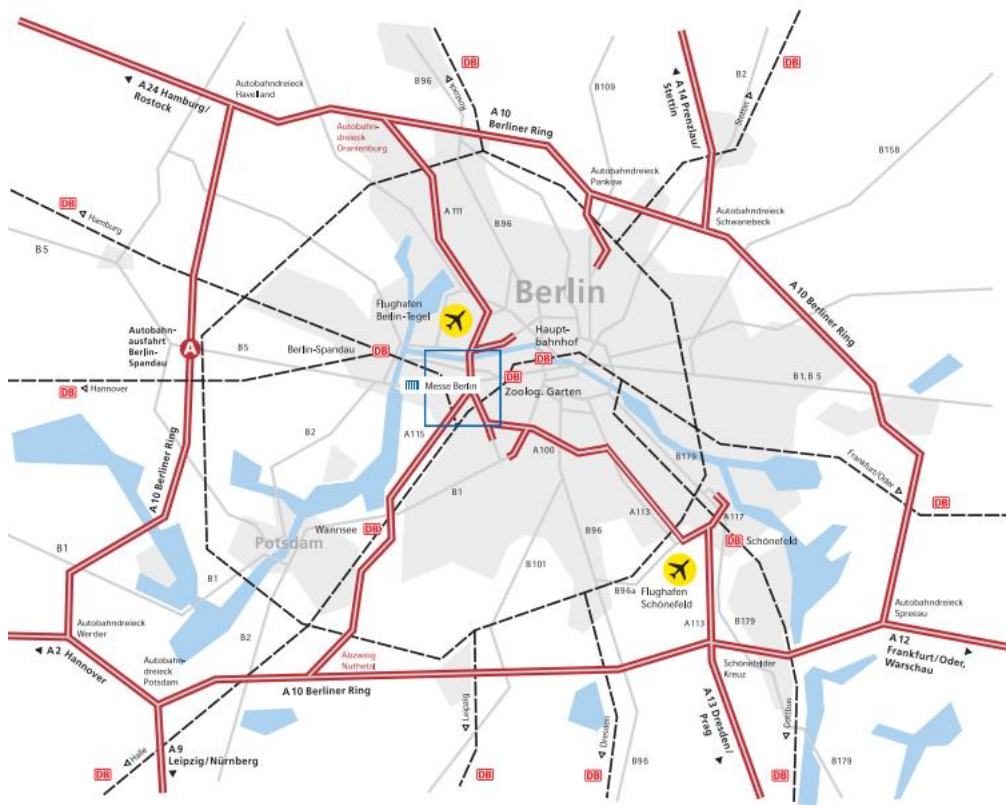 DB
B96
Rostock
DB
B109
B2
DB
Stettin
A24 Hamburg/
Rostock
Autobahndreieck
Havelland
A 10
Berliner Ring
A 14 Prenzlau/
Stettin
Autobahn-
dreieck
Oranienburg
B158
Autobahndreieck
Pankow
DB
Hamburg
A 111
B96
Autobahndreieck
Schwanebeck
B 5
Berlin
A 10 Berliner Ring
Flughafen
Berlin-Tegel
Autobahn-
ausfahrt
Berlin-
Spandau
A
B5
Berlin-Spandau
DB
Haupt-
bahnhof
DB
DB
Hannover
Messe Berlin
DB
Zoolog. Garten
B1, B 5
B2
A115
A100
B179
Frankfurt/Oder
A 10 Berliner Ring
B1
DB
Wannsee
DB
A113
A117
B1
Potsdam
B96
DB
Schönefeld
B1
B101
B96a
Flughafen
Schönefeld
Autobahndreieck
Spreeau
Autobahndreieck
Werder
B2
A113
B179
A 12
Frankfurt/Oder,
Warschau
A 2 Hannover
Autobahn-
dreieck
Potsdam
Abzweig
Nuthetal
Schönefelder
Kreuz
A 10 Berliner Ring
A 13 Dresden/
Prag
Leipzig
Dresden
Cottbus
Halle
A 9
Leipzig/Nürnberg
DB
DB
DB
B96
DB
B179